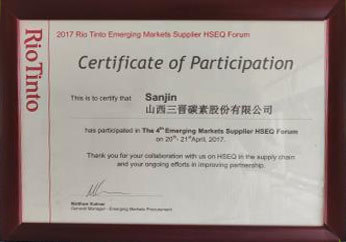 RioTinto
2017 Rio Tinto Emerging Markets Supplier HSEQ Forum
Certificate of Participation
This is to certify that Sanjin
山西三晋碳素股份有限公司
has participated in The 4th Emerging Markets Supplier HSEQ Forum
on 20th- 21st April, 2017.
Thank you for your collaboration with us on HSEQ in the supply chain
and your ongoing efforts in improving partnership.
General Manager - Emerging Markets Procurement